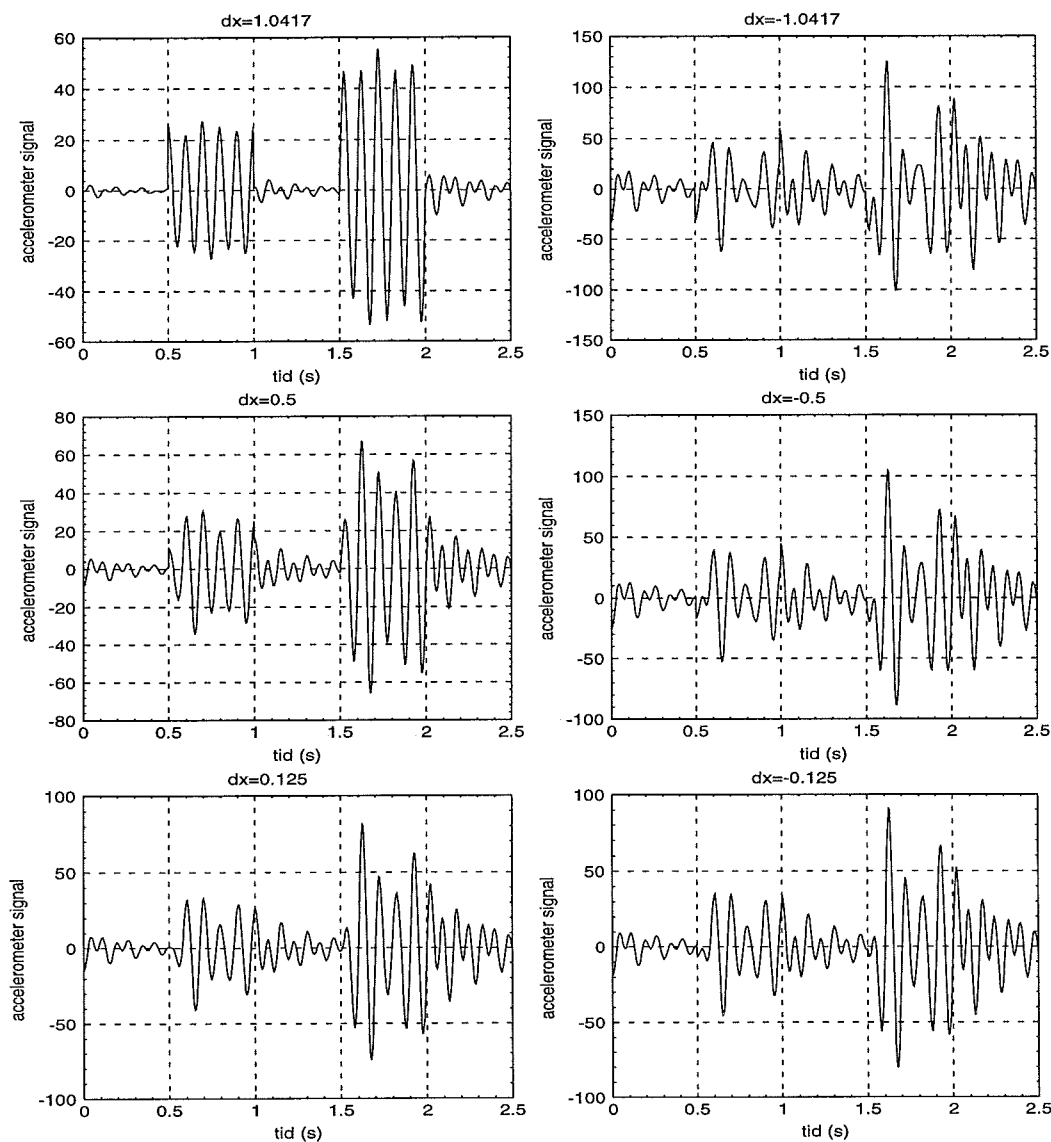 dx=1.0417
60
40
20
0
-20
-40
-60
accelerometer signal
0 0.5 1 1.5 2 2.5
tid (s)
dx=-1.0417
150
100
50
0
-50
-100
-150
accelerometer signal
0 0.5 1 1.5 2 2.5
tid (s)
dx=0.5
80
60
40
20
0
-20
-40
-60
-80
accelerometer signal
0 0.5 1 1.5 2 2.5
tid (s)
dx=-0.5
150
100
50
0
-50
-100
accelerometer signal
0 0.5 1 1.5 2 2.5
tid (s)
dx=0.125
100
50
0
-50
-100
accelerometer signal
0 0.5 1 1.5 2 2.5
tid (s)
dx=-0.125
100
50
0
-50
-100
accelerometer signal
0 0.5 1 1.5 2 2.5
tid (s)